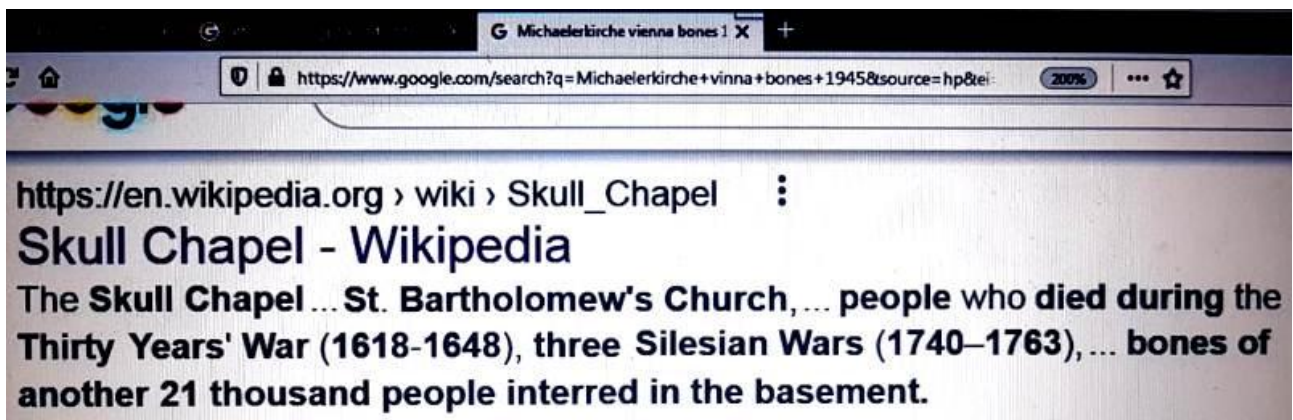 G Michaelerkirche vienna bones 1 X +
https://www.google.com/search?q=Michaelerkirche+vinna+bones+1945&source=hp&ei 200%
https://en.wikipedia.org › wiki › Skull_Chapel
Skull Chapel - Wikipedia
The Skull Chapel ... St. Bartholomew's Church, ... people who died during the
Thirty Years' War (1618-1648), three Silesian Wars (1740–1763), ... bones of
another 21 thousand people interred in the basement.